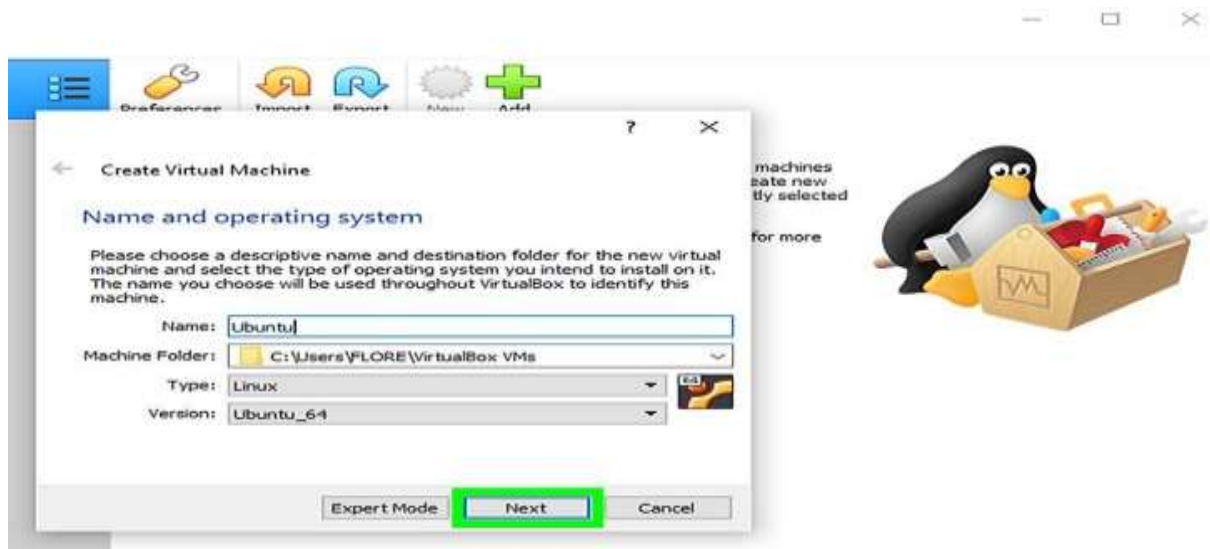 Preferences Import Export New Add
? ×
Create Virtual Machine
machines
eate new
tly selected
for more
Name and operating system
Please choose a descriptive name and destination folder for the new virtual
machine and select the type of operating system you intend to install on it.
The name you choose will be used throughout VirtualBox to identify this
machine.
Name: Ubuntu
Machine Folder: C:\Users\FLORE\VirtualBox VMs
Type: Linux
64
Version: Ubuntu_64
Expert Mode Next Cancel